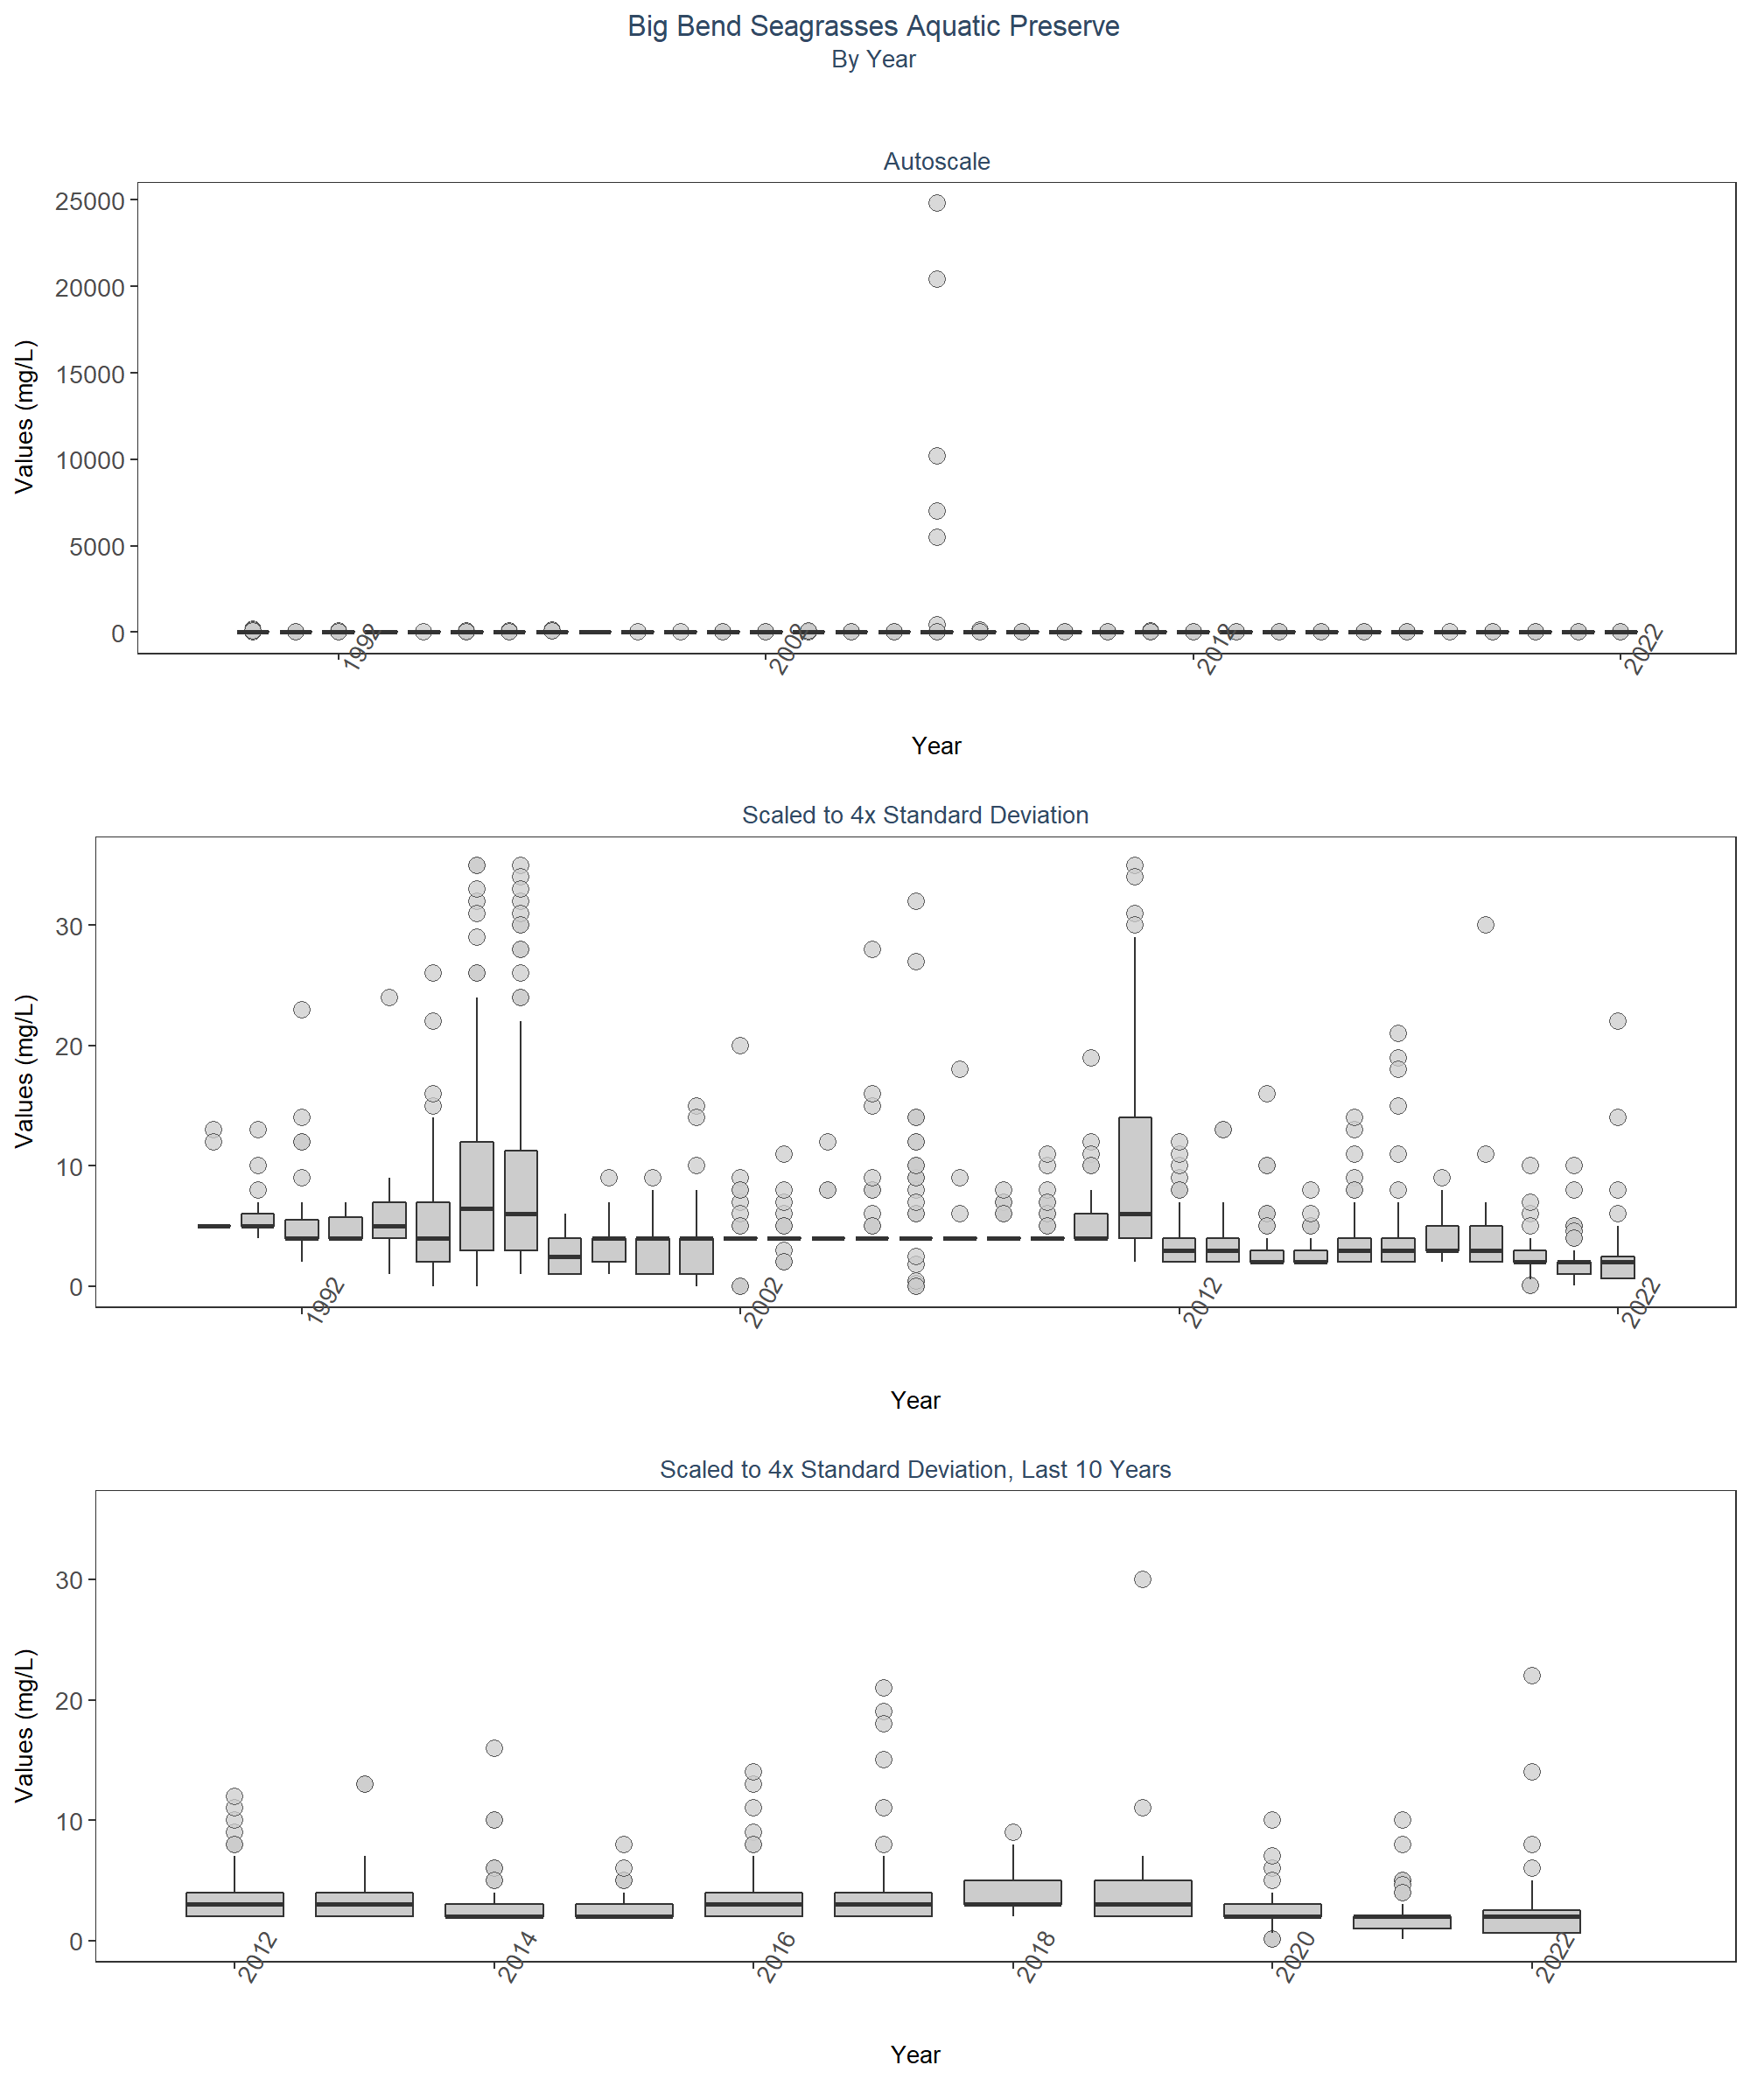 Big Bend Seagrasses Aquatic Preserve
By Year
Autoscale
25000
20000
15000
10000
5000
0
Values (mg/L)
1992
2002
2012
2022
Year
Scaled to 4x Standard Deviation
30
20
10
0
Values (mg/L)
1992
2002
2012
2022
Year
Scaled to 4x Standard Deviation, Last 10 Years
30
20
10
0
Values (mg/L)
2012
2014
2016
2018
2020
2022
Year